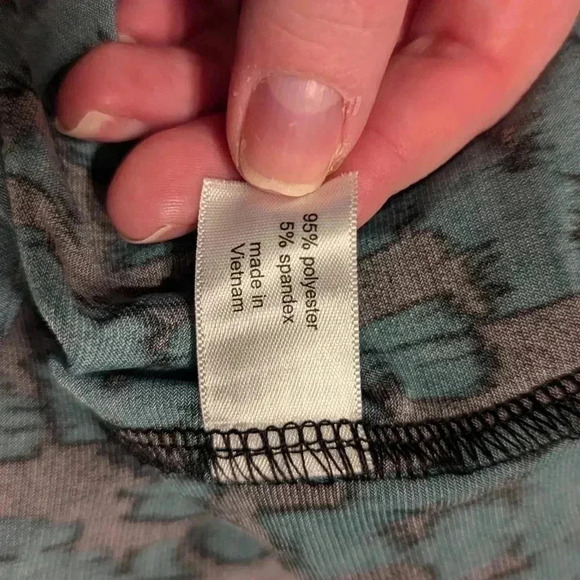 95% polyester
5% spandex
made in
Vietnam